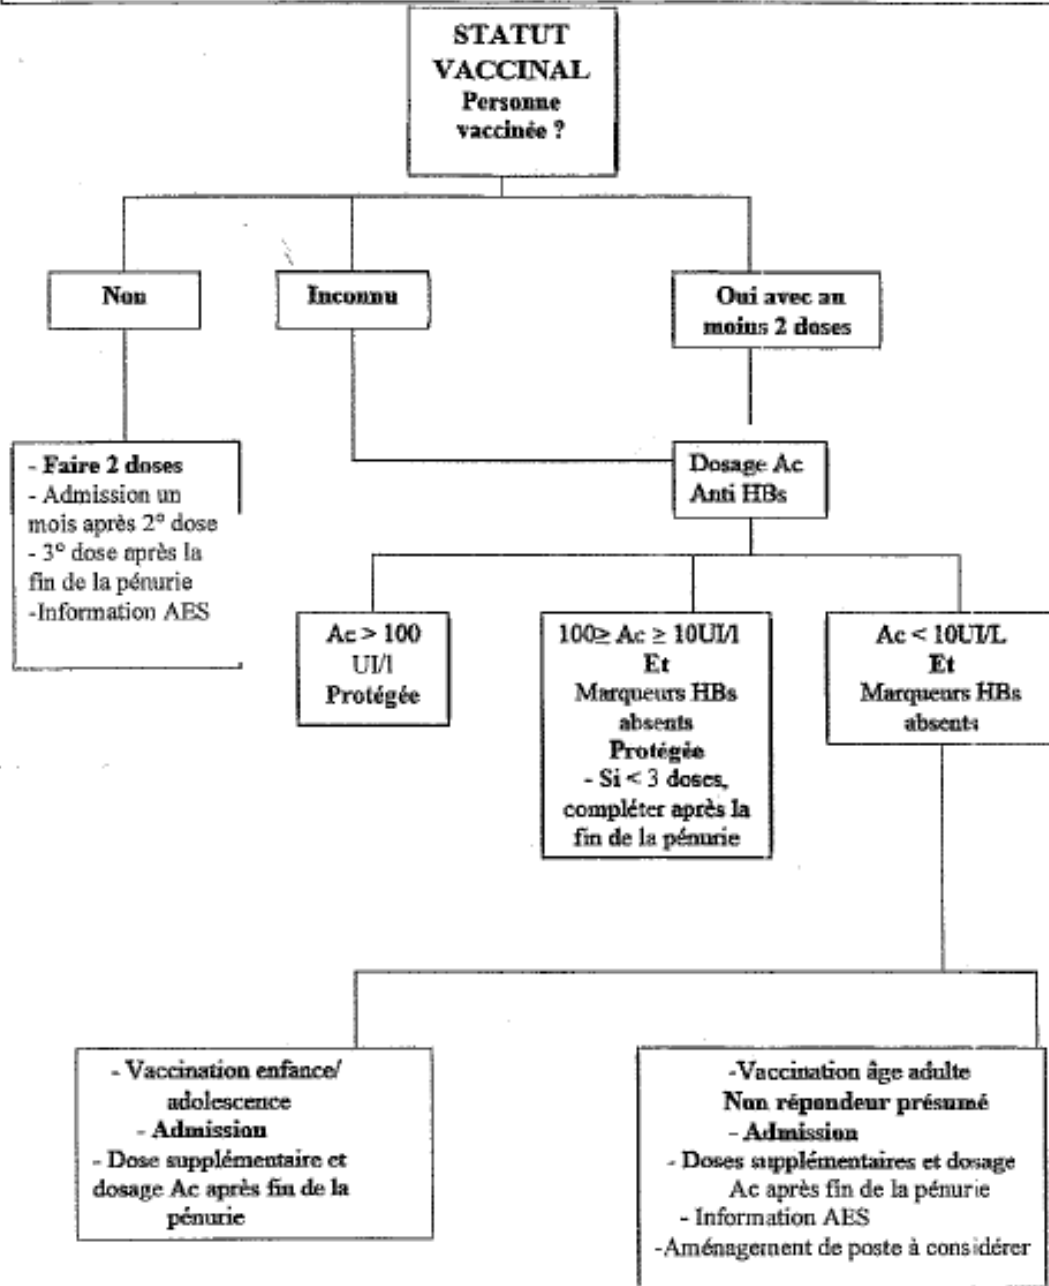 STATUT
VACCINAL
Personne
vaccinée ?
Non
Inconnu
Oui avec au
moins 2 doses
- Faire 2 doses
- Admission un
mois après 2° dose
- 3° dose après la
fin de la pénurie
-Information AES
Dosage Ac
Anti HBs
Ac > 100
UI/l
Protégée
100≥ Ac ≥ 10UI/l
Et
Marqueurs HBs
absents
Protégée
- Si < 3 doses,
compléter après la
fin de la pénurie
Ac < 10UI/L
Et
Marqueurs HBs
absents
- Vaccination enfance/
adolescence
- Admission
- Dose supplémentaire et
dosage Ac après fin de la
pénurie
-Vaccination âge adulte
Non répondeur présumé
- Admission
- Doses supplémentaires et dosage
Ac après fin de la pénurie
- Information AES
-Aménagement de poste à considérer